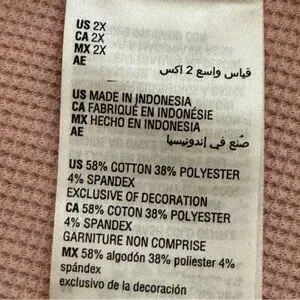 US 2X
CA 2X
MX 2X
AE
قياس واسع 2 اكس
US MADE IN INDONESIA
CA FABRIQUÉ EN INDONÉSIE
MX HECHO EN INDONESIA
AE
صنع في إندونيسيا
US 58% COTTON 38% POLYESTER
4% SPANDEX
EXCLUSIVE OF DECORATION
CA 58% COTON 38% POLYESTER
4% SPANDEX
GARNITURE NON COMPRISE
MX 58% algodón 38% poliester 4%
spándex
exclusivo de la decoración